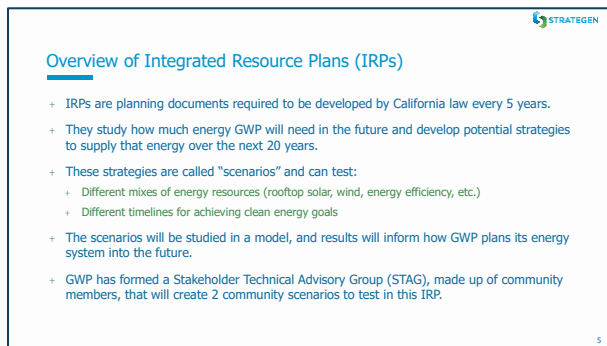 STRATEGEN
Overview of Integrated Resource Plans (IRPs)
+ IRPs are planning documents required to be developed by California law every 5 years.
+ They study how much energy GWP will need in the future and develop potential strategies
to supply that energy over the next 20 years.
+ These strategies are called “scenarios” and can test:
+ Different mixes of energy resources (rooftop solar, wind, energy efficiency, etc.)
+ Different timelines for achieving clean energy goals
+ The scenarios will be studied in a model, and results will inform how GWP plans its energy
system into the future.
+ GWP has formed a Stakeholder Technical Advisory Group (STAG), made up of community
members, that will create 2 community scenarios to test in this IRP.
5